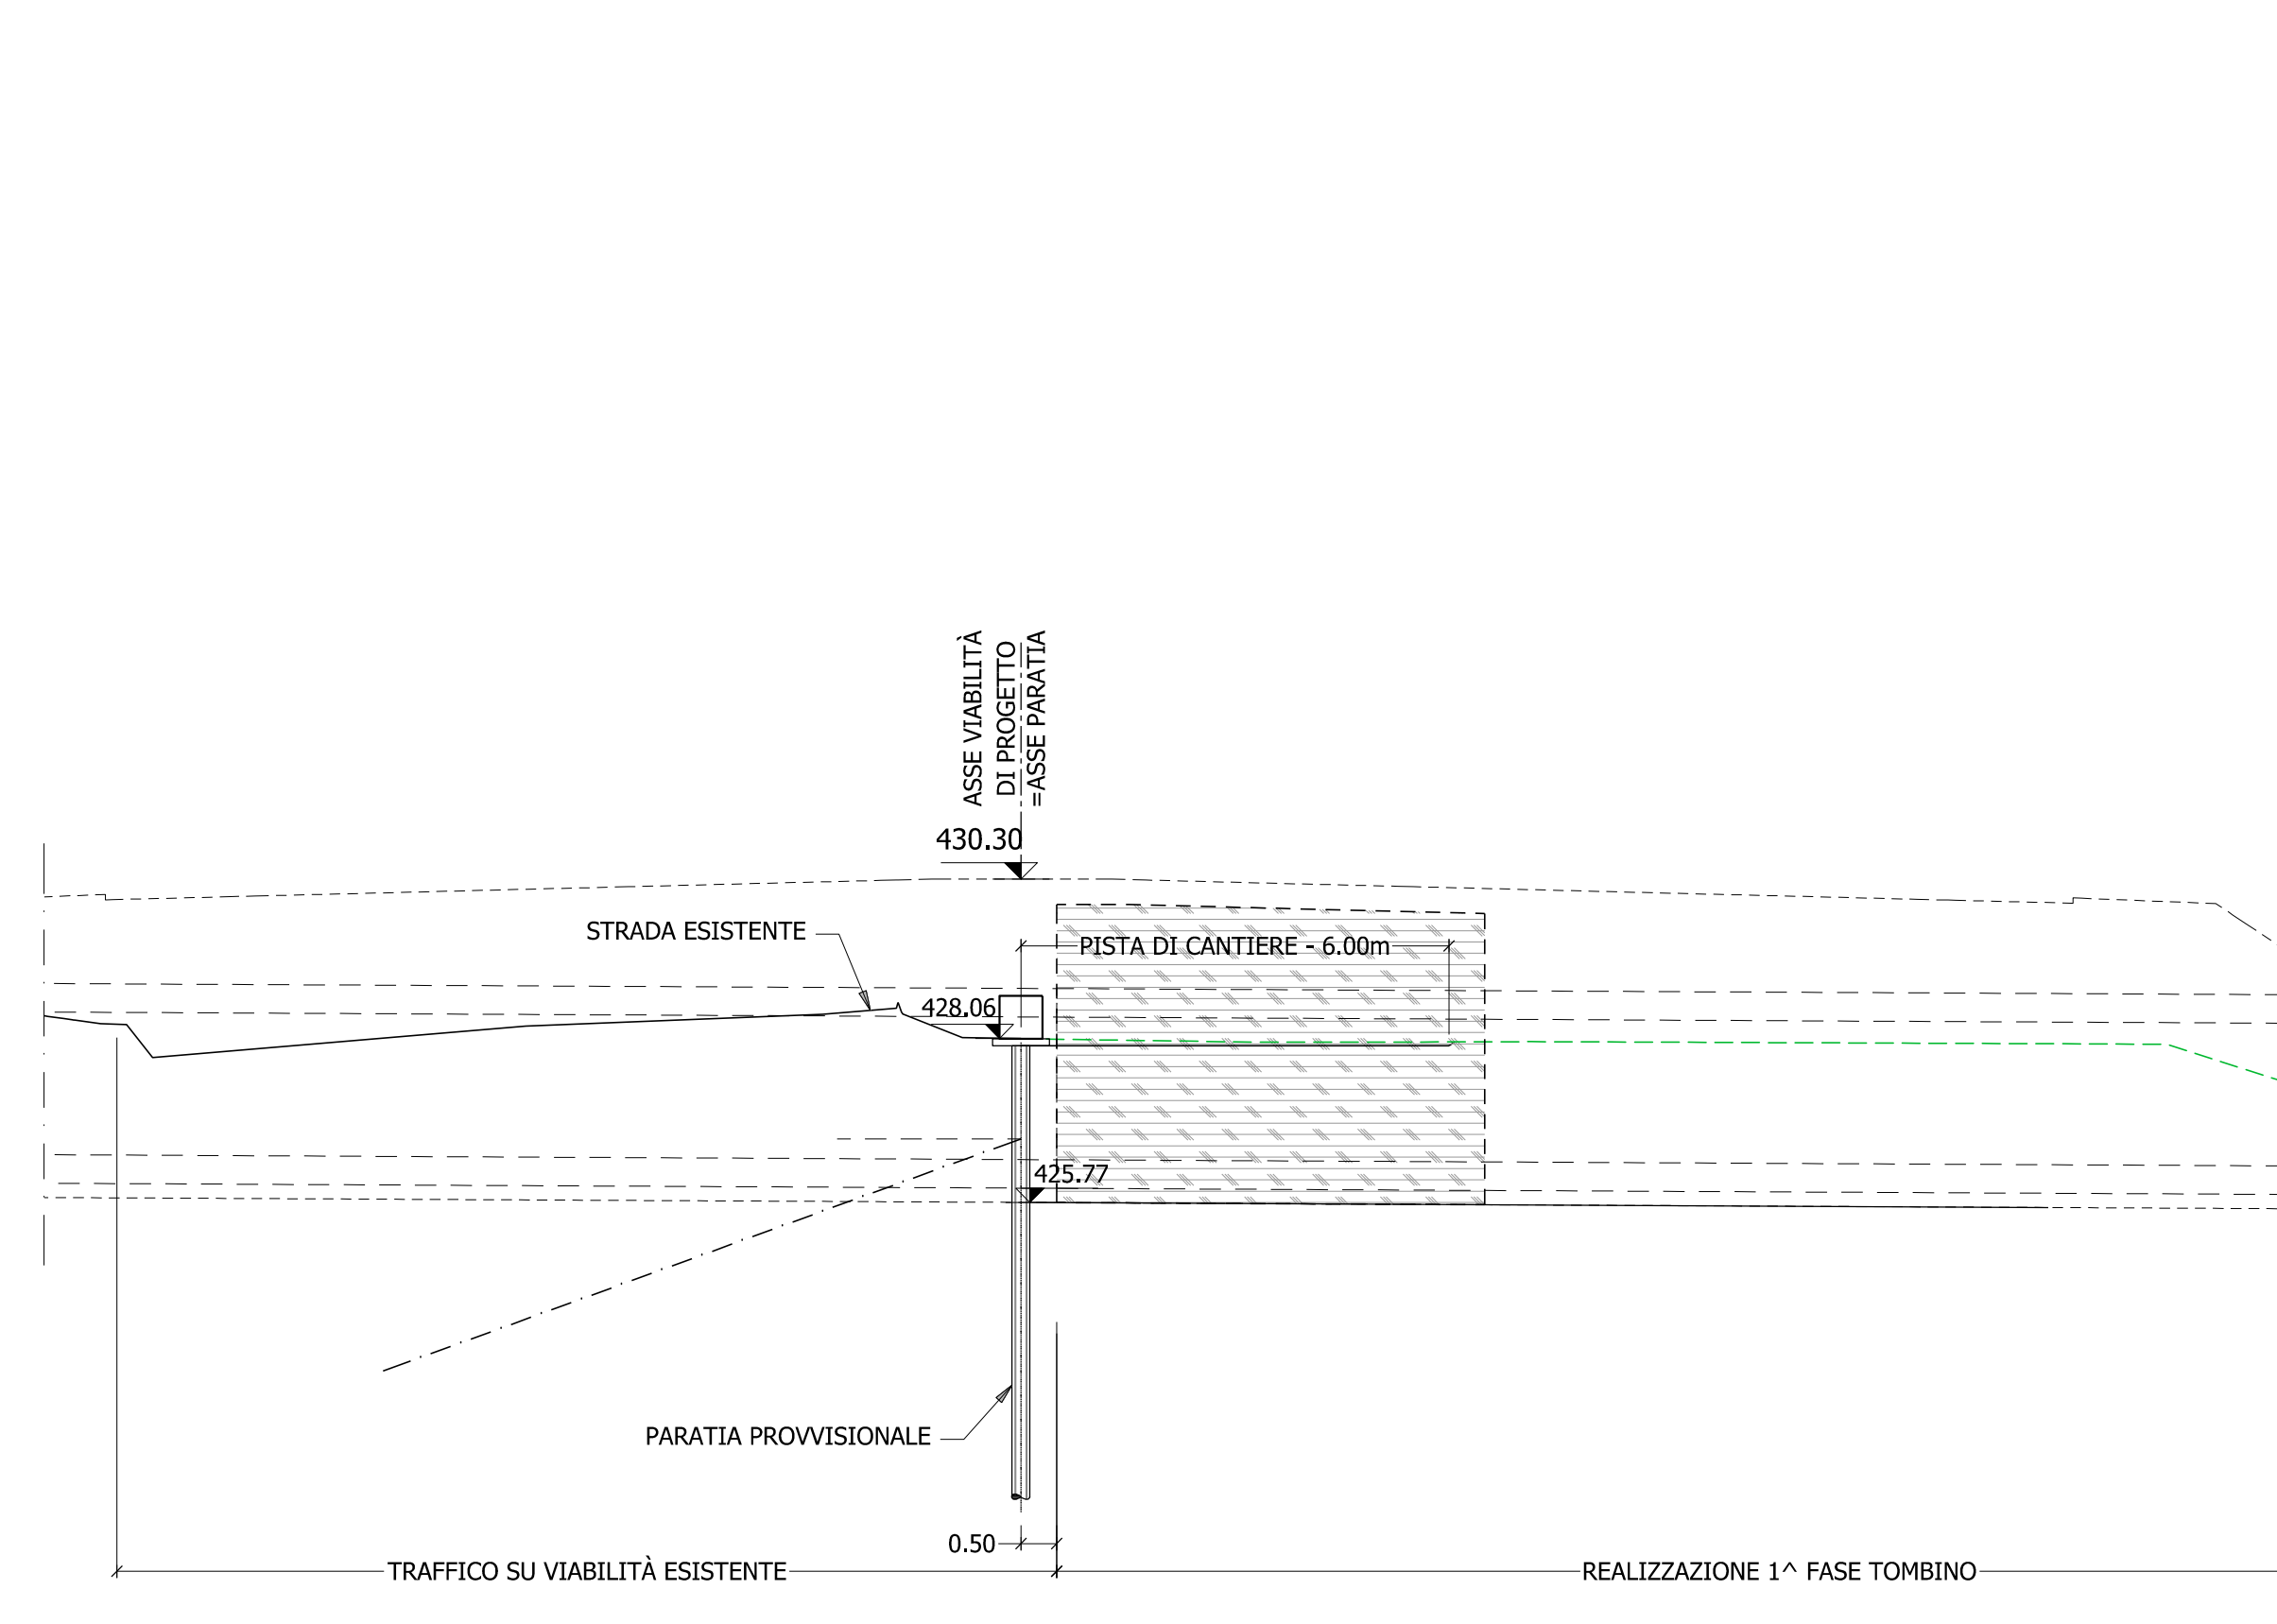 ASSE VIABILITÀ
DI PROGETTO
=ASSE PARATIA
430.30
STRADA ESISTENTE
PISTA DI CANTIERE - 6.00m
428.06
425.77
PARATIA PROVVISIONALE
0.50
TRAFFICO SU VIABILITÀ ESISTENTE
REALIZZAZIONE 1^ FASE TOMBINO